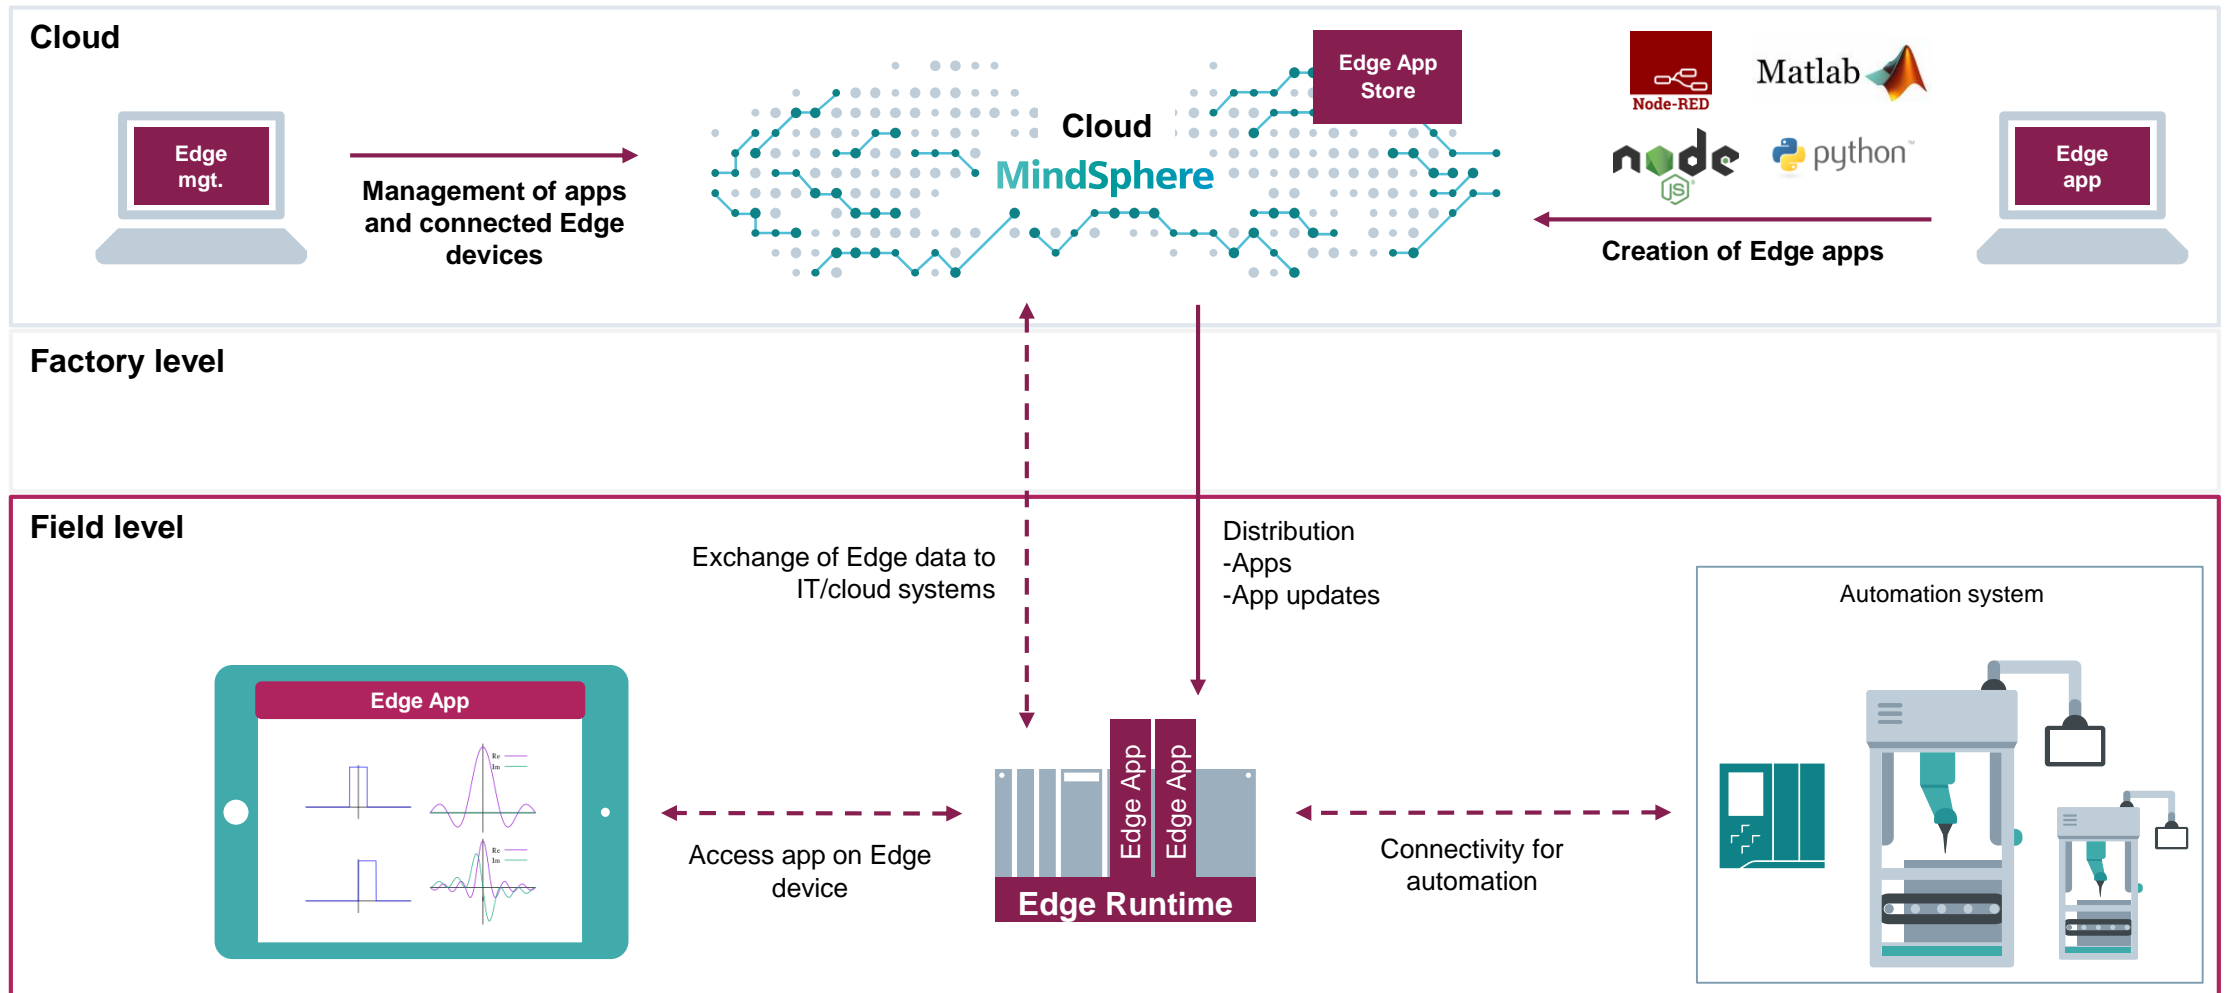 Cloud
Edge
mgt.
Management of apps
and connected Edge
devices
Cloud
MindSphere
Edge App
Store
Node-RED
Matlab
node
JS
python™
Edge
app
Creation of Edge apps
Factory level
Field level
Exchange of Edge data to
IT/cloud systems
Distribution
-Apps
-App updates
Automation system
Edge App
Re
Im
Re
Im
Access app on Edge
device
Edge App
Edge App
Edge Runtime
Connectivity for
automation